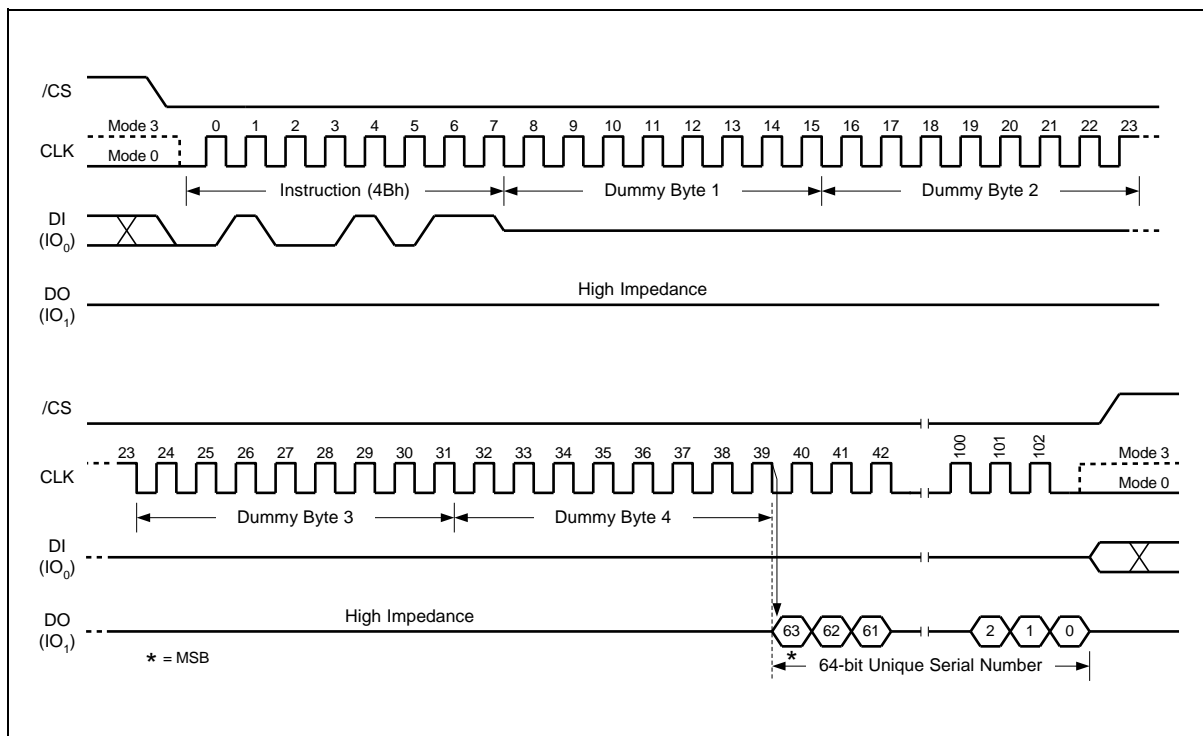 /CS
Mode 3
0 1 2 3 4 5 6 7 8 9 10 11 12 13 14 15 16 17 18 19 20 21 22 23
CLK
Mode 0
Instruction (4Bh) Dummy Byte 1 Dummy Byte 2
DI
(IO0)
High Impedance
DO
(IO1)
/CS
23 24 25 26 27 28 29 30 31 32 33 34 35 36 37 38 39 40 41 42 100 101 102
Mode 3
CLK
Mode 0
Dummy Byte 3 Dummy Byte 4
DI
(IO0)
High Impedance
DO
(IO1)
63 62 61 2 1 0
* = MSB
*
64-bit Unique Serial Number